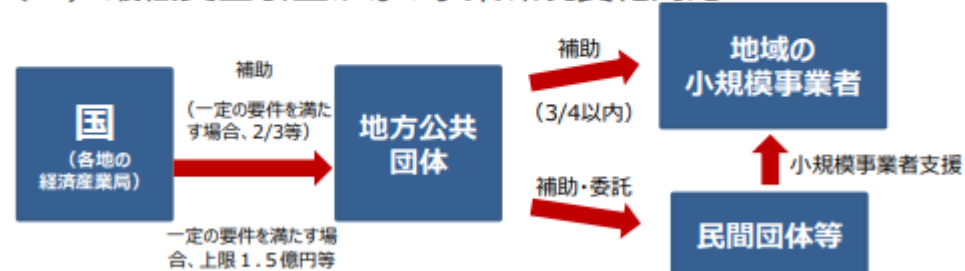 国
（各地の
経済産業局）
補助
（一定の要件を満た
す場合、2/3等）
一定の要件を満たす場
合、上限１.５億円等
地方公共
団体
補助
（3/4以内）
補助・委託
地域の
小規模事業者
小規模事業者支援
民間団体等